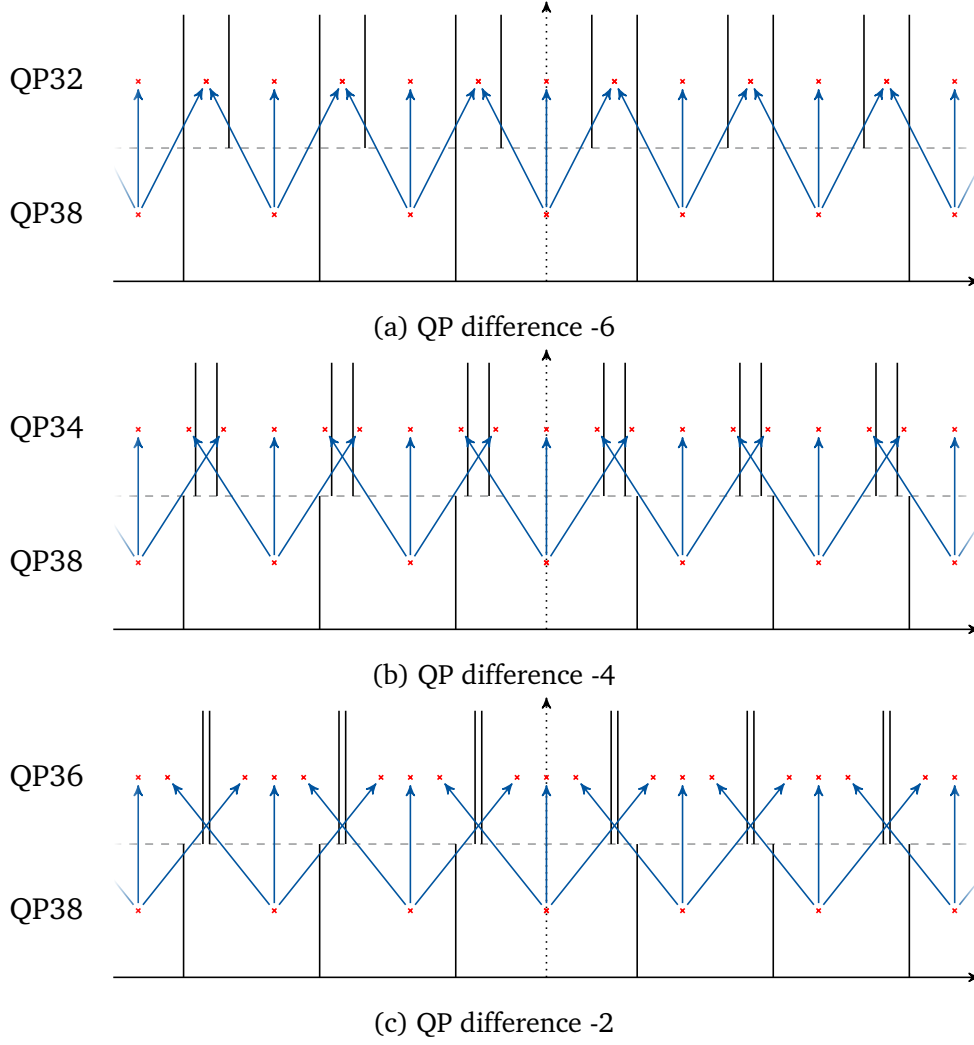 QP32
QP38
(a) QP difference -6
QP34
QP38
(b) QP difference -4
QP36
QP38
(c) QP difference -2